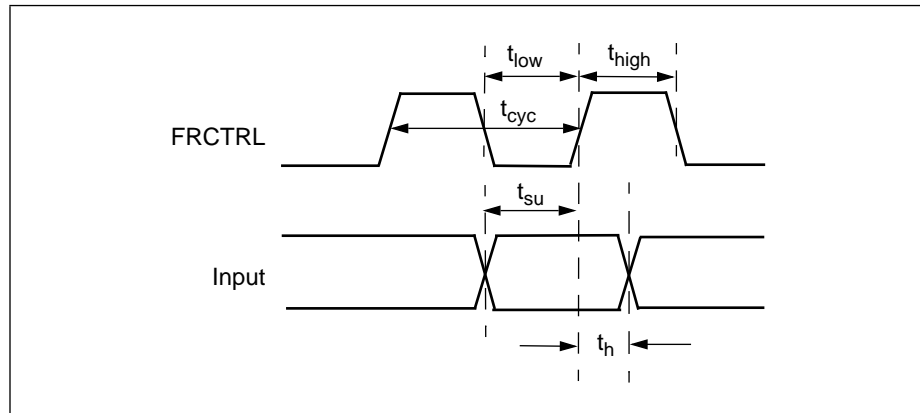 t_low t_high
t_cyc
FRCTRL
t_su
Input
t_h